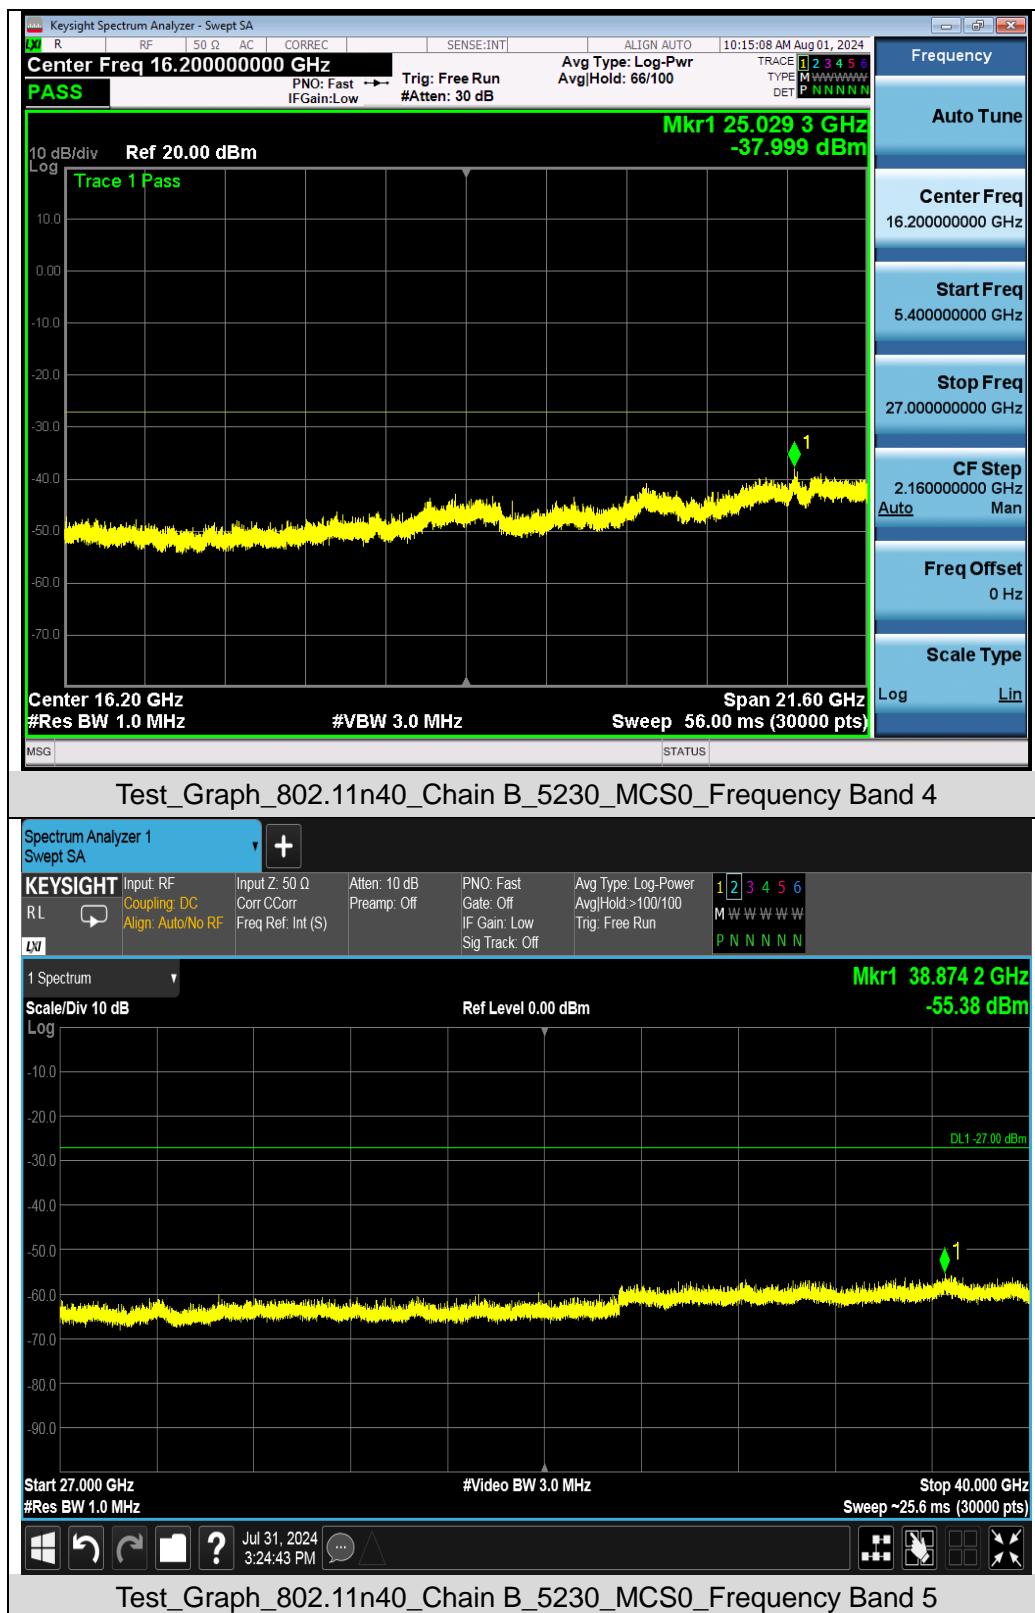 Keysight Spectrum Analyzer - Swept SA
LXI R RF 50 Ω AC CORREC SENSE:INT ALIGN AUTO 10:15:08 AM Aug 01, 2024
Center Freq 16.200000000 GHz
PNO: Fast
IFGain:Low
Trig: Free Run
#Atten: 30 dB
Avg Type: Log-Pwr
Avg|Hold: 66/100
TRACE 1 2 3 4 5 6
TYPE M W W W W W
DET P N N N N N
PASS
Mkr1 25.029 3 GHz
-37.999 dBm
10 dB/div Ref 20.00 dBm
Log
Trace 1 Pass
10.0
0.00
-10.0
-20.0
-30.0
-40.0
-50.0
-60.0
-70.0
1
Center 16.20 GHz Span 21.60 GHz
#Res BW 1.0 MHz #VBW 3.0 MHz Sweep 56.00 ms (30000 pts)
MSG STATUS
Frequency
Auto Tune
Center Freq
16.200000000 GHz
Start Freq
5.400000000 GHz
Stop Freq
27.000000000 GHz
CF Step
2.160000000 GHz
Auto Man
Freq Offset
0 Hz
Scale Type
Log Lin
Test_Graph_802.11n40_Chain B_5230_MCS0_Frequency Band 4
Spectrum Analyzer 1
Swept SA
+
KEYSIGHT
R L
LXI
Input: RF
Coupling: DC
Align: Auto/No RF
Input Z: 50 Ω
Corr CCorr
Freq Ref: Int (S)
Atten: 10 dB
Preamp: Off
PNO: Fast
Gate: Off
IF Gain: Low
Sig Track: Off
Avg Type: Log-Power
Avg|Hold:>100/100
Trig: Free Run
1 2 3 4 5 6
M W W W W W
P N N N N N
1 Spectrum
Mkr1 38.874 2 GHz
Scale/Div 10 dB Ref Level 0.00 dBm -55.38 dBm
Log
-10.0
-20.0
DL1 -27.00 dBm
-30.0
-40.0
-50.0
1
-60.0
-70.0
-80.0
-90.0
Start 27.000 GHz #Video BW 3.0 MHz Stop 40.000 GHz
#Res BW 1.0 MHz Sweep ~25.6 ms (30000 pts)
? Jul 31, 2024
3:24:43 PM
Test_Graph_802.11n40_Chain B_5230_MCS0_Frequency Band 5